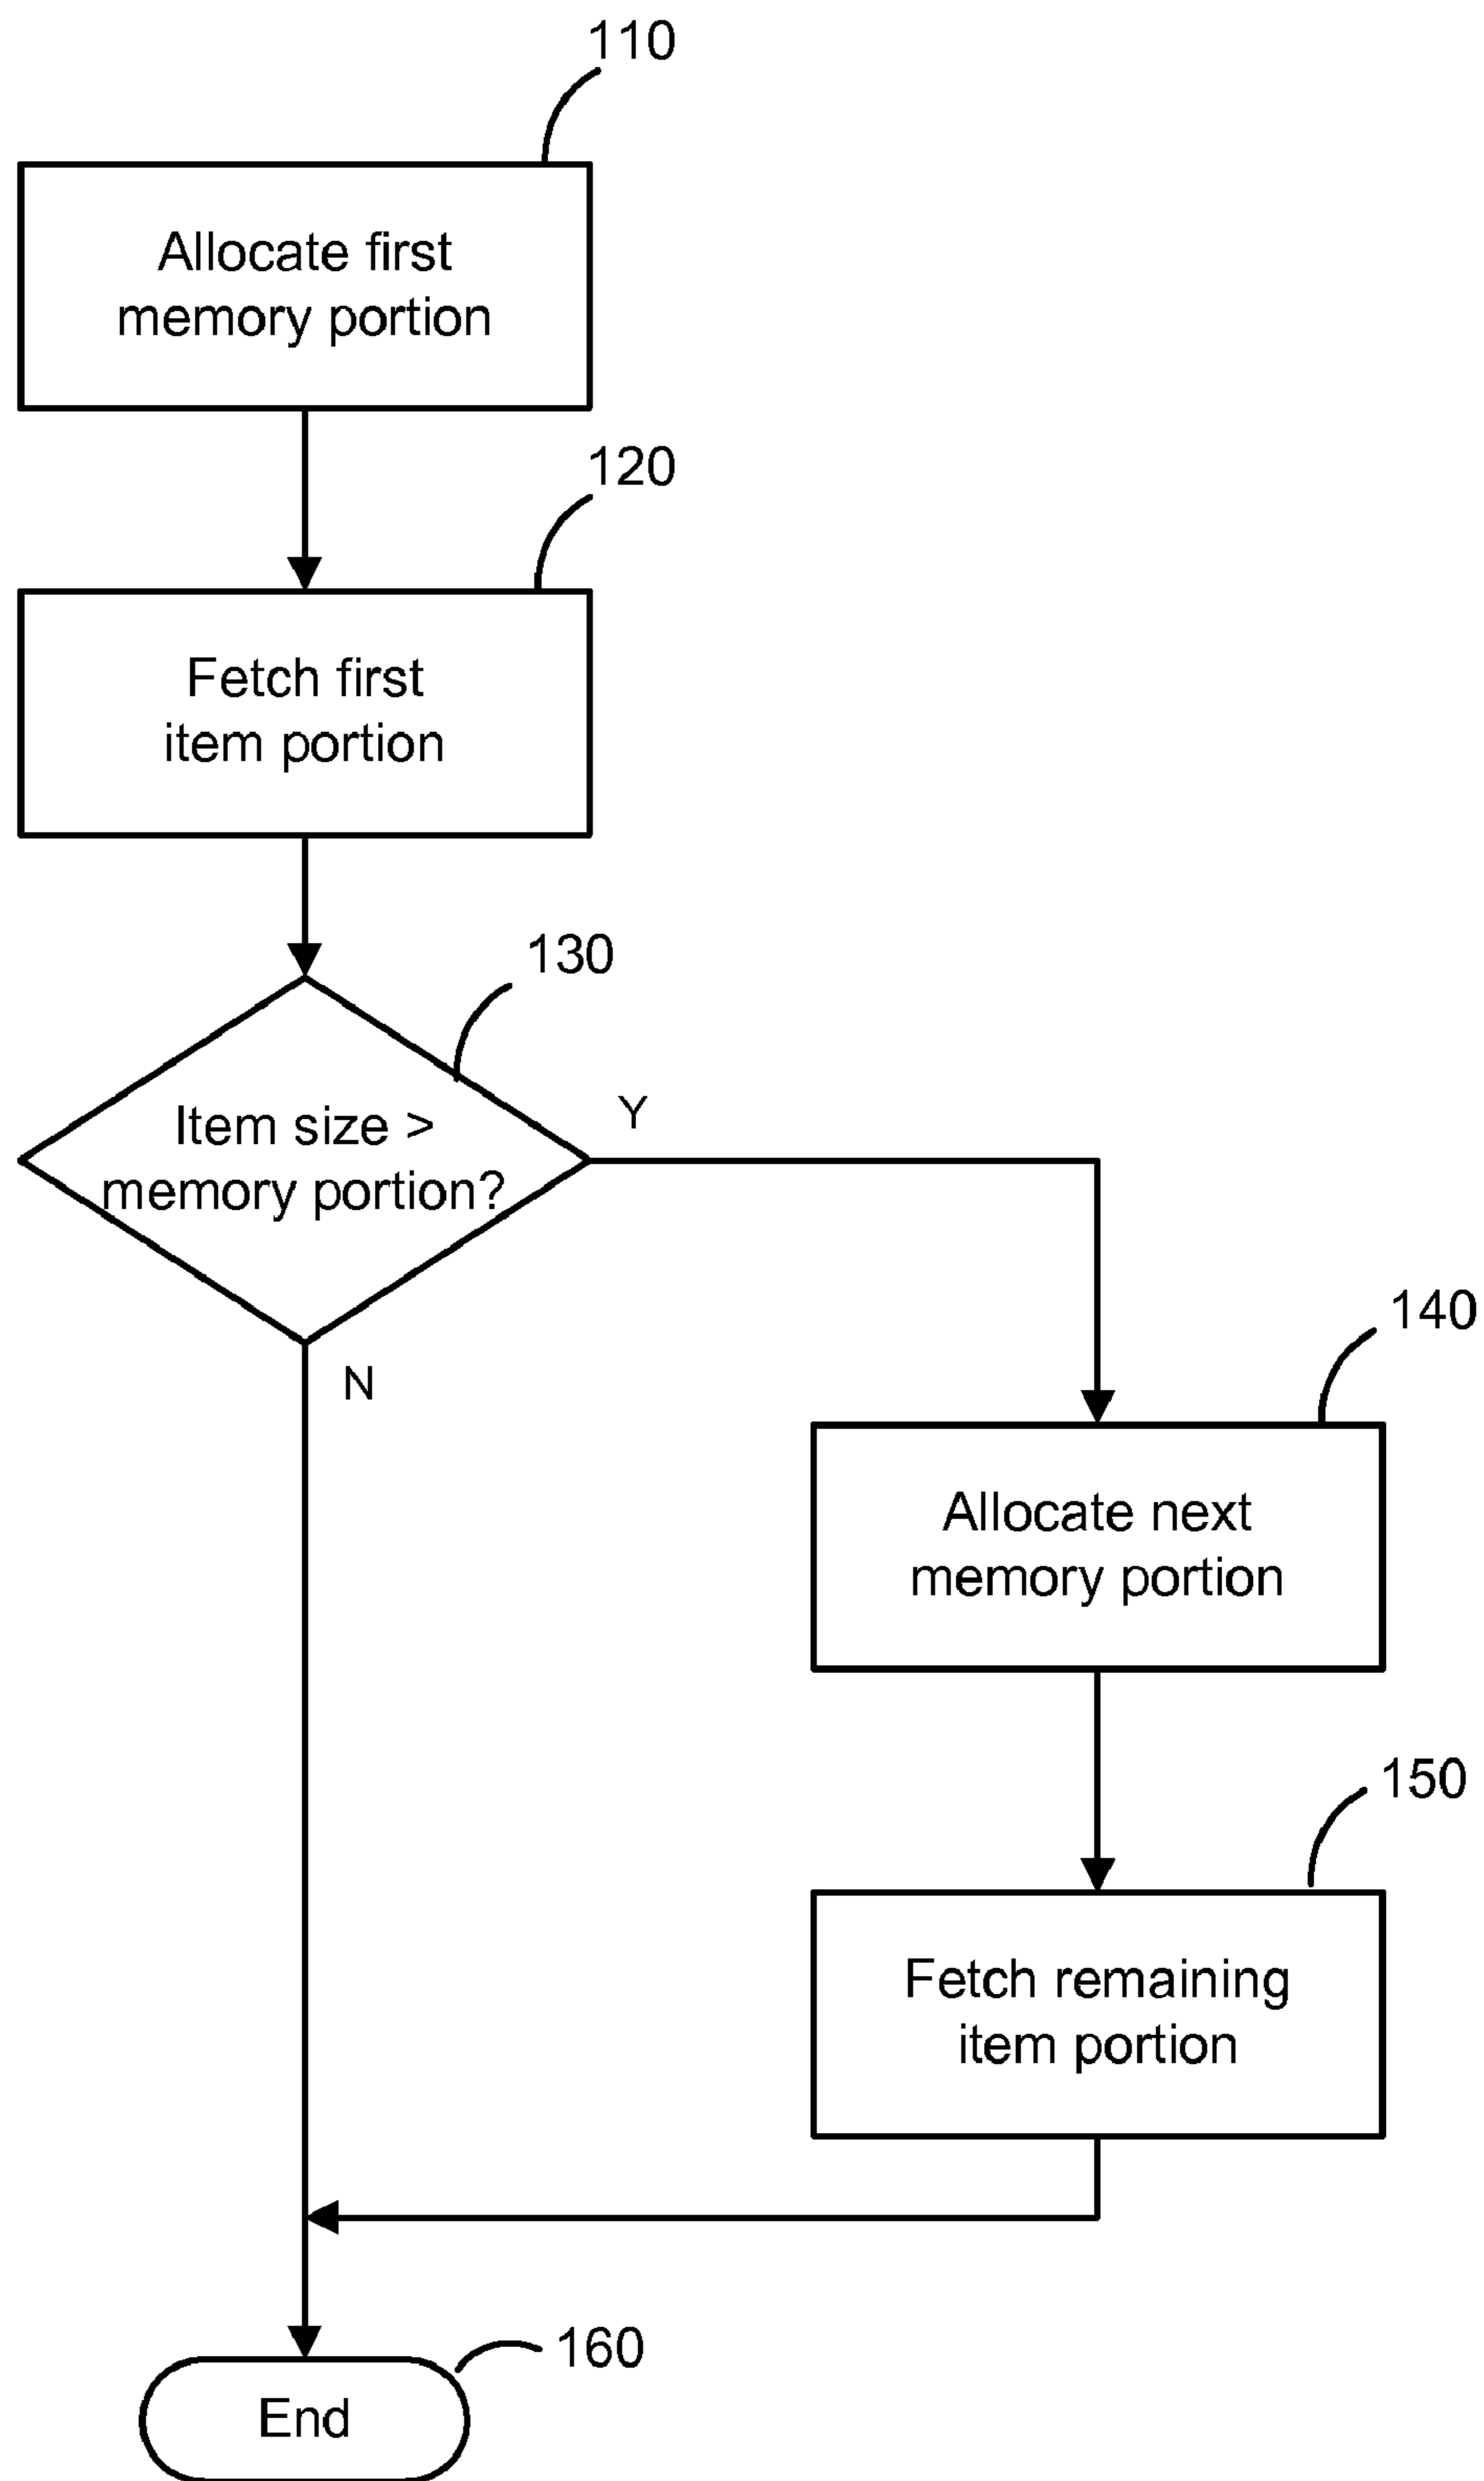 110
Allocate first
memory portion
120
Fetch first
item portion
130
Item size >
memory portion?
Y
N
140
Allocate next
memory portion
150
Fetch remaining
item portion
160
End